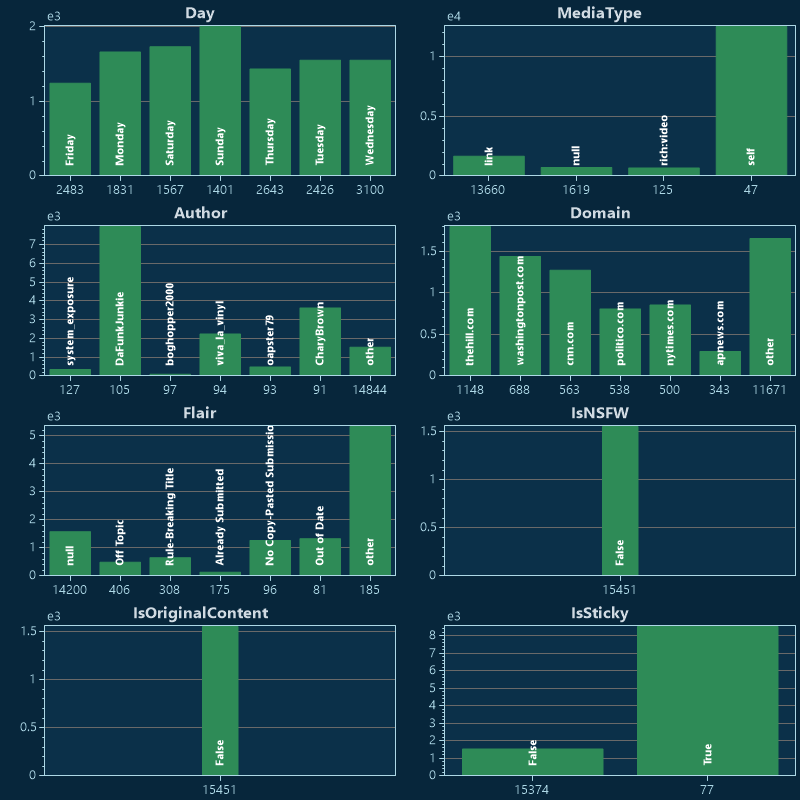 Day
e3
2
1
0
Friday
Monday
Saturday
Sunday
Thursday
Tuesday
Wednesday
2483 1831 1567 1401 2643 2426 3100
MediaType
e4
1
0.5
0
link
null
rich:video
self
13660 1619 125 47
Author
e3
7
6
5
4
3
2
1
0
system_exposure
DaFunkJunkie
boghopper2000
viva_la_vinyl
oapster79
CharyBrown
other
127 105 97 94 93 91 14844
Domain
e3
1.5
1
0.5
0
thehill.com
washingtonpost.com
cnn.com
politico.com
nytimes.com
apnews.com
other
1148 688 563 538 500 343 11671
Flair
e3
5
4
3
2
1
0
null
Off Topic
Rule-Breaking Title
Already Submitted
No Copy-Pasted Submissio
Out of Date
other
14200 406 308 175 96 81 185
IsNSFW
e3
1.5
1
0.5
0
False
15451
IsOriginalContent
e3
1.5
1
0.5
0
False
15451
IsSticky
e3
8
7
6
5
4
3
2
1
0
False
True
15374 77